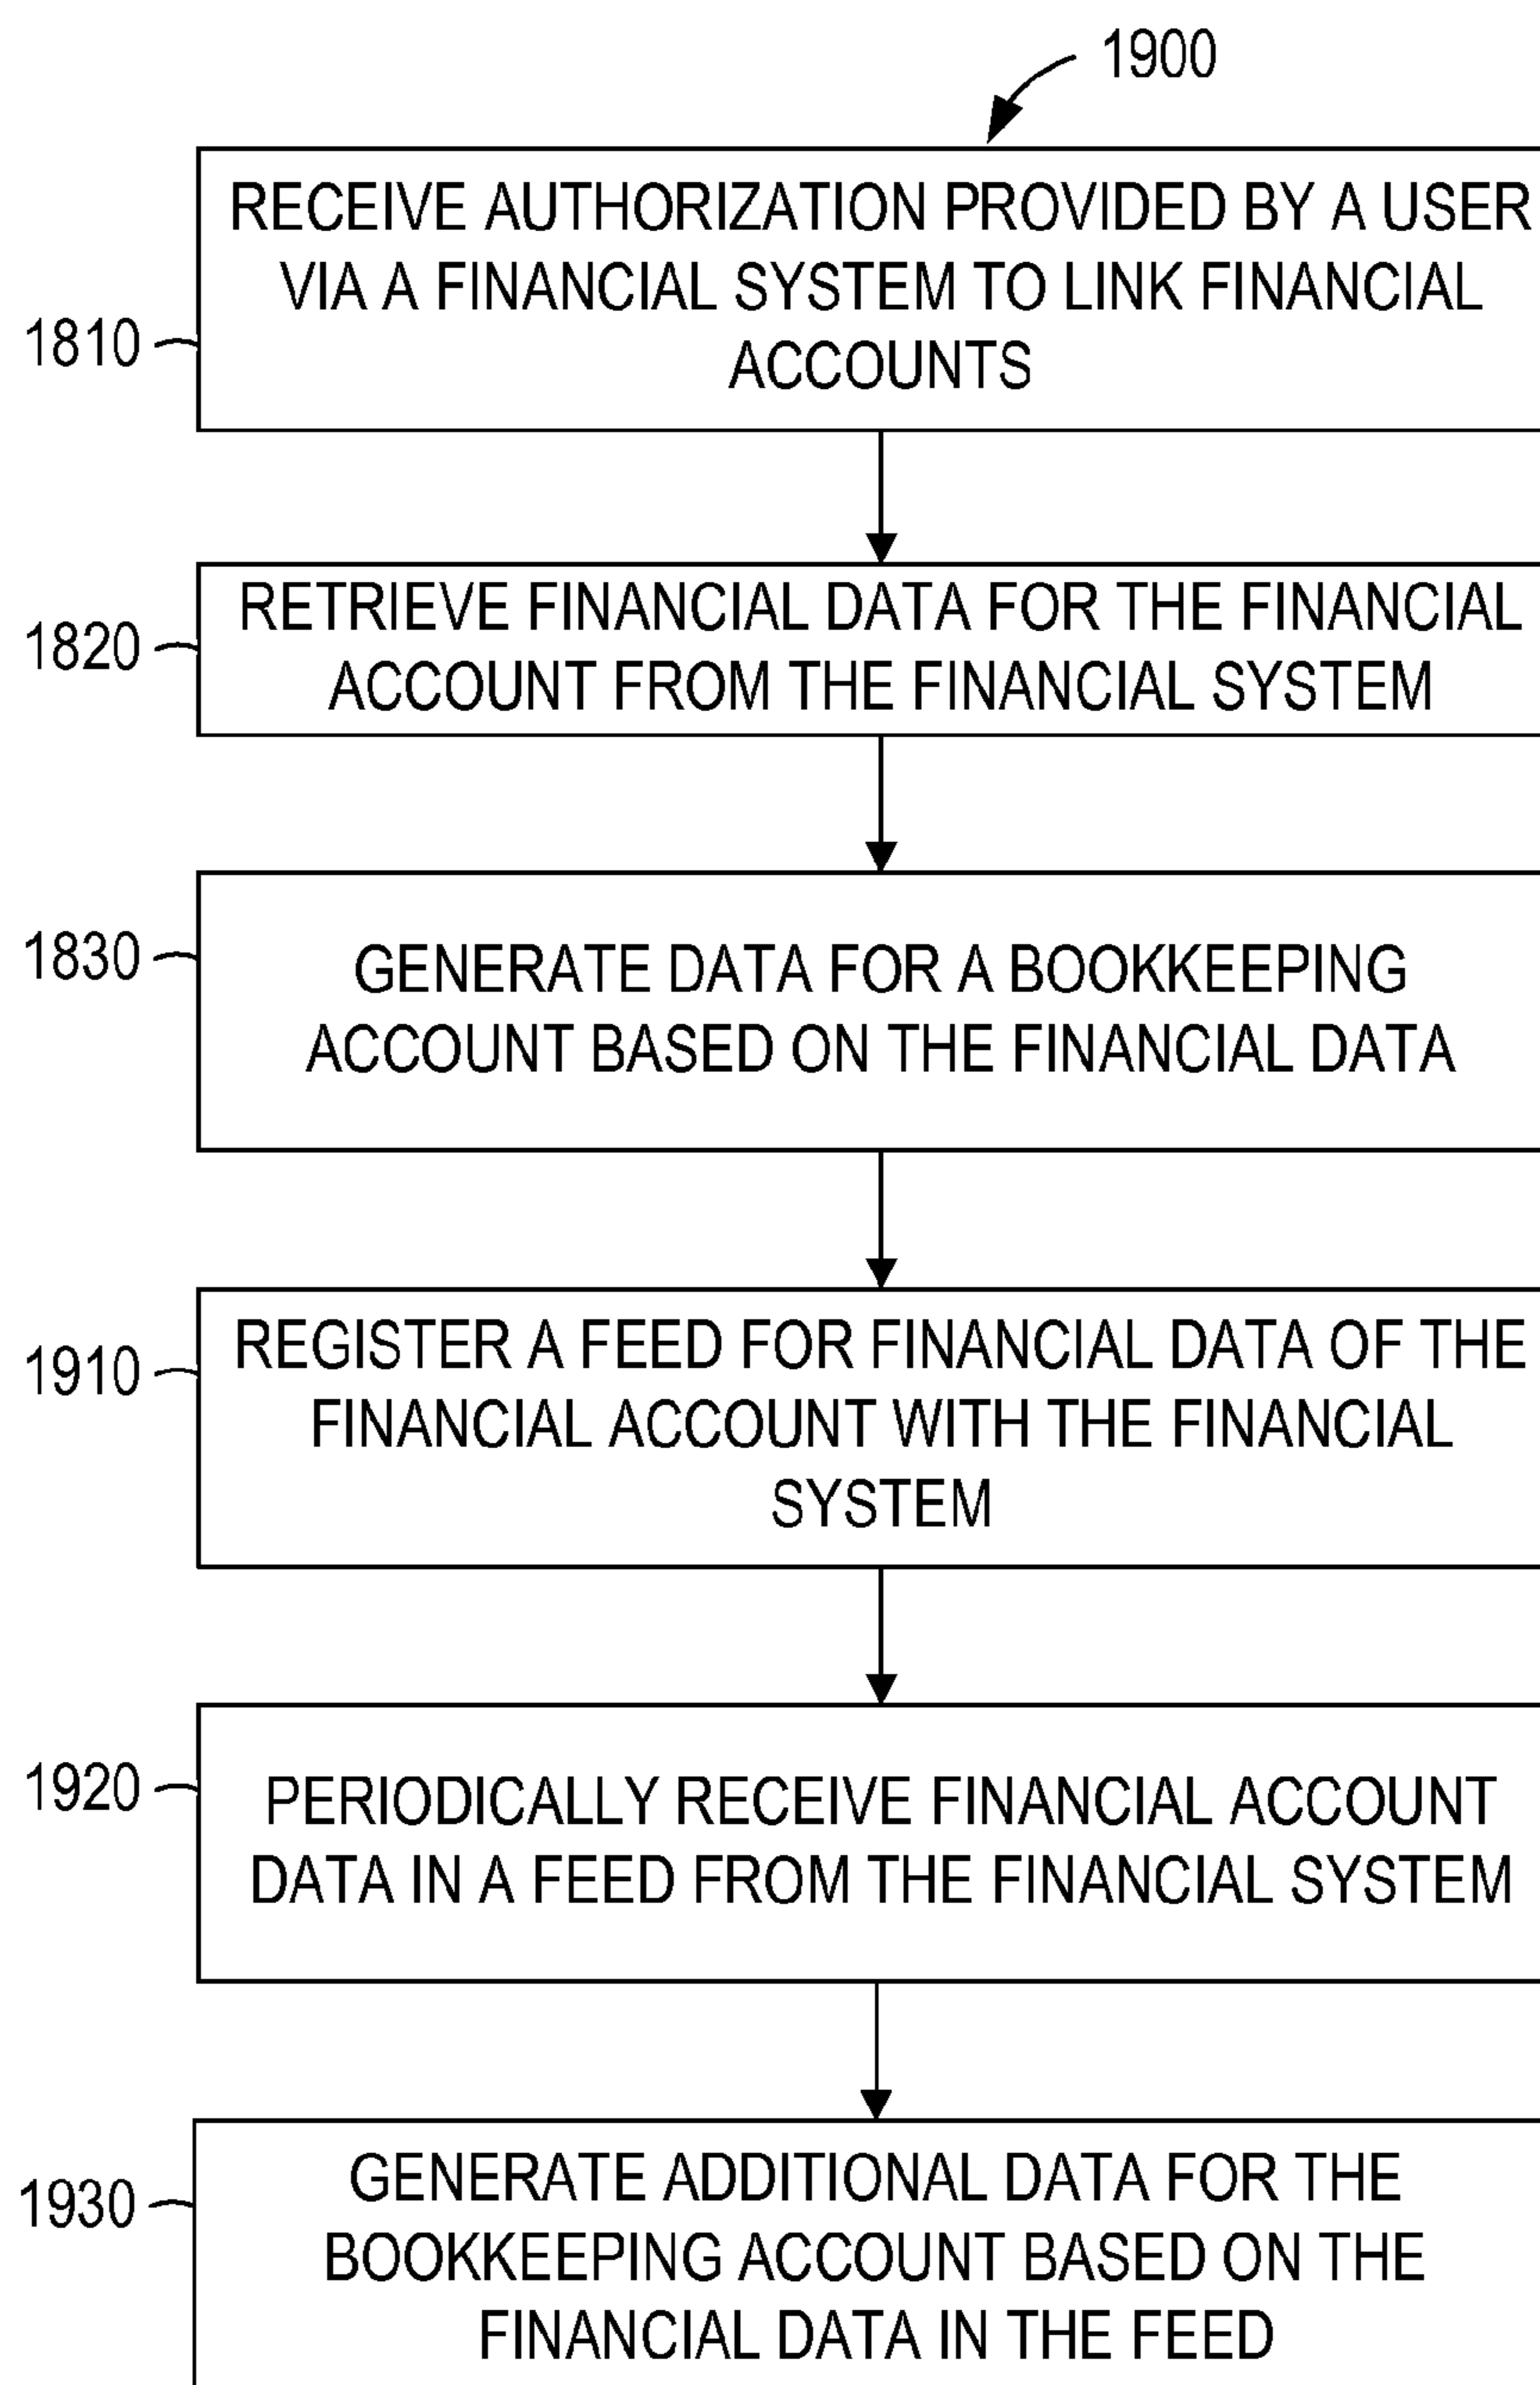 1900
RECEIVE AUTHORIZATION PROVIDED BY A USER
VIA A FINANCIAL SYSTEM TO LINK FINANCIAL
ACCOUNTS
1810
RETRIEVE FINANCIAL DATA FOR THE FINANCIAL
ACCOUNT FROM THE FINANCIAL SYSTEM
1820
GENERATE DATA FOR A BOOKKEEPING
ACCOUNT BASED ON THE FINANCIAL DATA
1830
REGISTER A FEED FOR FINANCIAL DATA OF THE
FINANCIAL ACCOUNT WITH THE FINANCIAL
SYSTEM
1910
PERIODICALLY RECEIVE FINANCIAL ACCOUNT
DATA IN A FEED FROM THE FINANCIAL SYSTEM
1920
GENERATE ADDITIONAL DATA FOR THE
BOOKKEEPING ACCOUNT BASED ON THE
FINANCIAL DATA IN THE FEED
1930